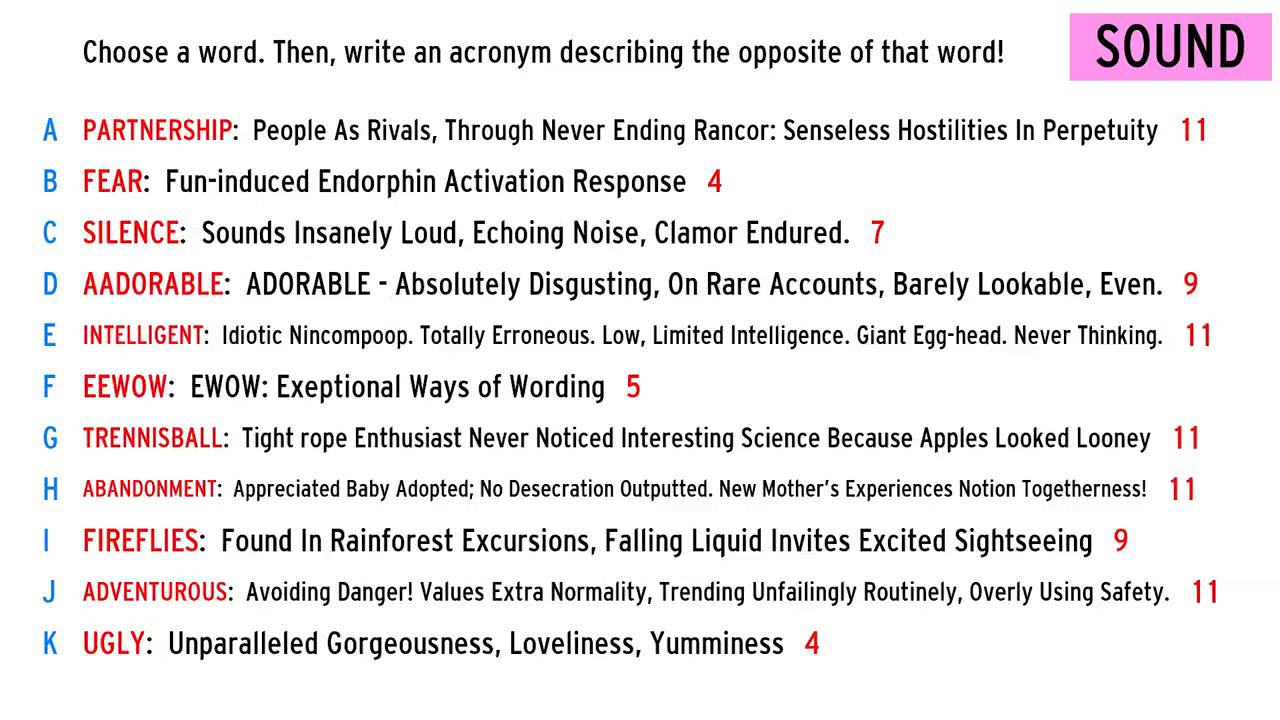 Choose a word. Then, write an acronym describing the opposite of that word!
SOUND
A PARTNERSHIP: People As Rivals, Through Never Ending Rancor: Senseless Hostilities In Perpetuity 11
B FEAR: Fun-induced Endorphin Activation Response 4
C SILENCE: Sounds Insanely Loud, Echoing Noise, Clamor Endured. 7
D AADORABLE: ADORABLE - Absolutely Disgusting, On Rare Accounts, Barely Lookable, Even. 9
E INTELLIGENT: Idiotic Nincompoop. Totally Erroneous. Low, Limited Intelligence. Giant Egg-head. Never Thinking. 11
F EEWOW: EWOW: Exeptional Ways of Wording 5
G TRENNISBALL: Tight rope Enthusiast Never Noticed Interesting Science Because Apples Looked Looney 11
H ABANDONMENT: Appreciated Baby Adopted; No Desecration Outputted. New Mother's Experiences Notion Togetherness! 11
I FIREFLIES: Found In Rainforest Excursions, Falling Liquid Invites Excited Sightseeing 9
J ADVENTUROUS: Avoiding Danger! Values Extra Normality, Trending Unfailingly Routinely, Overly Using Safety. 11
K UGLY: Unparalleled Gorgeousness, Loveliness, Yumminess 4